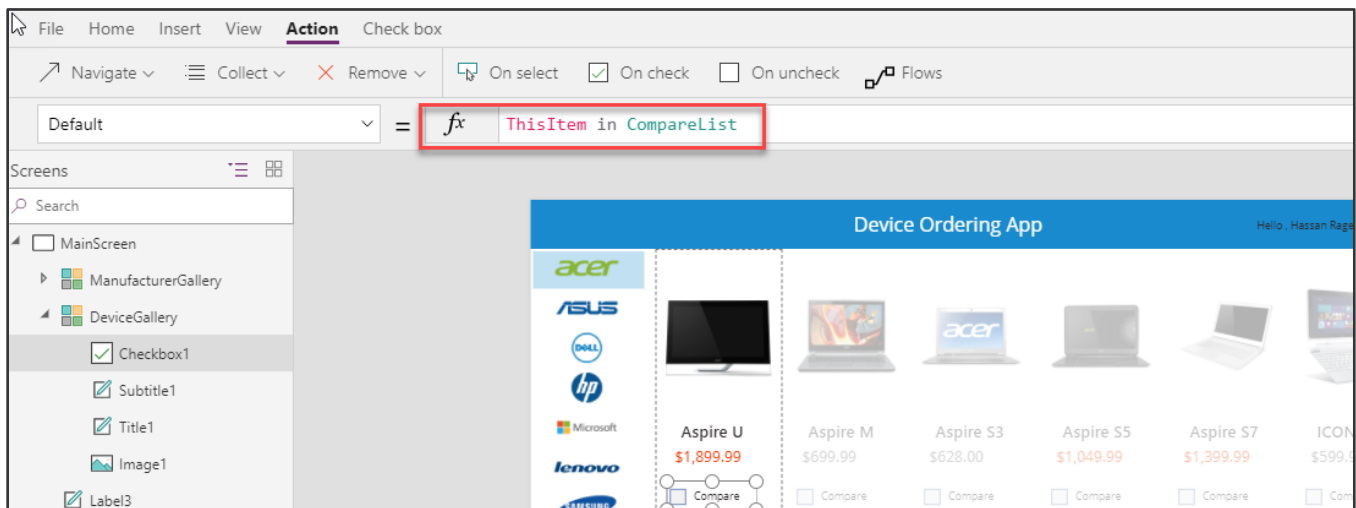 File Home Insert View Action Check box
Navigate Collect Remove On select On check On uncheck Flows
Default = fx ThisItem in CompareList
Screens
Search
MainScreen
ManufacturerGallery
DeviceGallery
Checkbox1
Subtitle1
Title1
Image1
Label3
Device Ordering App
Hello , Hassan Rage
acer
ASUS
DELL
hp
Microsoft
lenovo
SAMSUNG
acer
Aspire U Aspire M Aspire S3 Aspire S5 Aspire S7 ICON
$1,899.99 $699.99 $628.00 $1,049.99 $1,399.99 $599.9
Compare Compare Compare Compare Compare Com